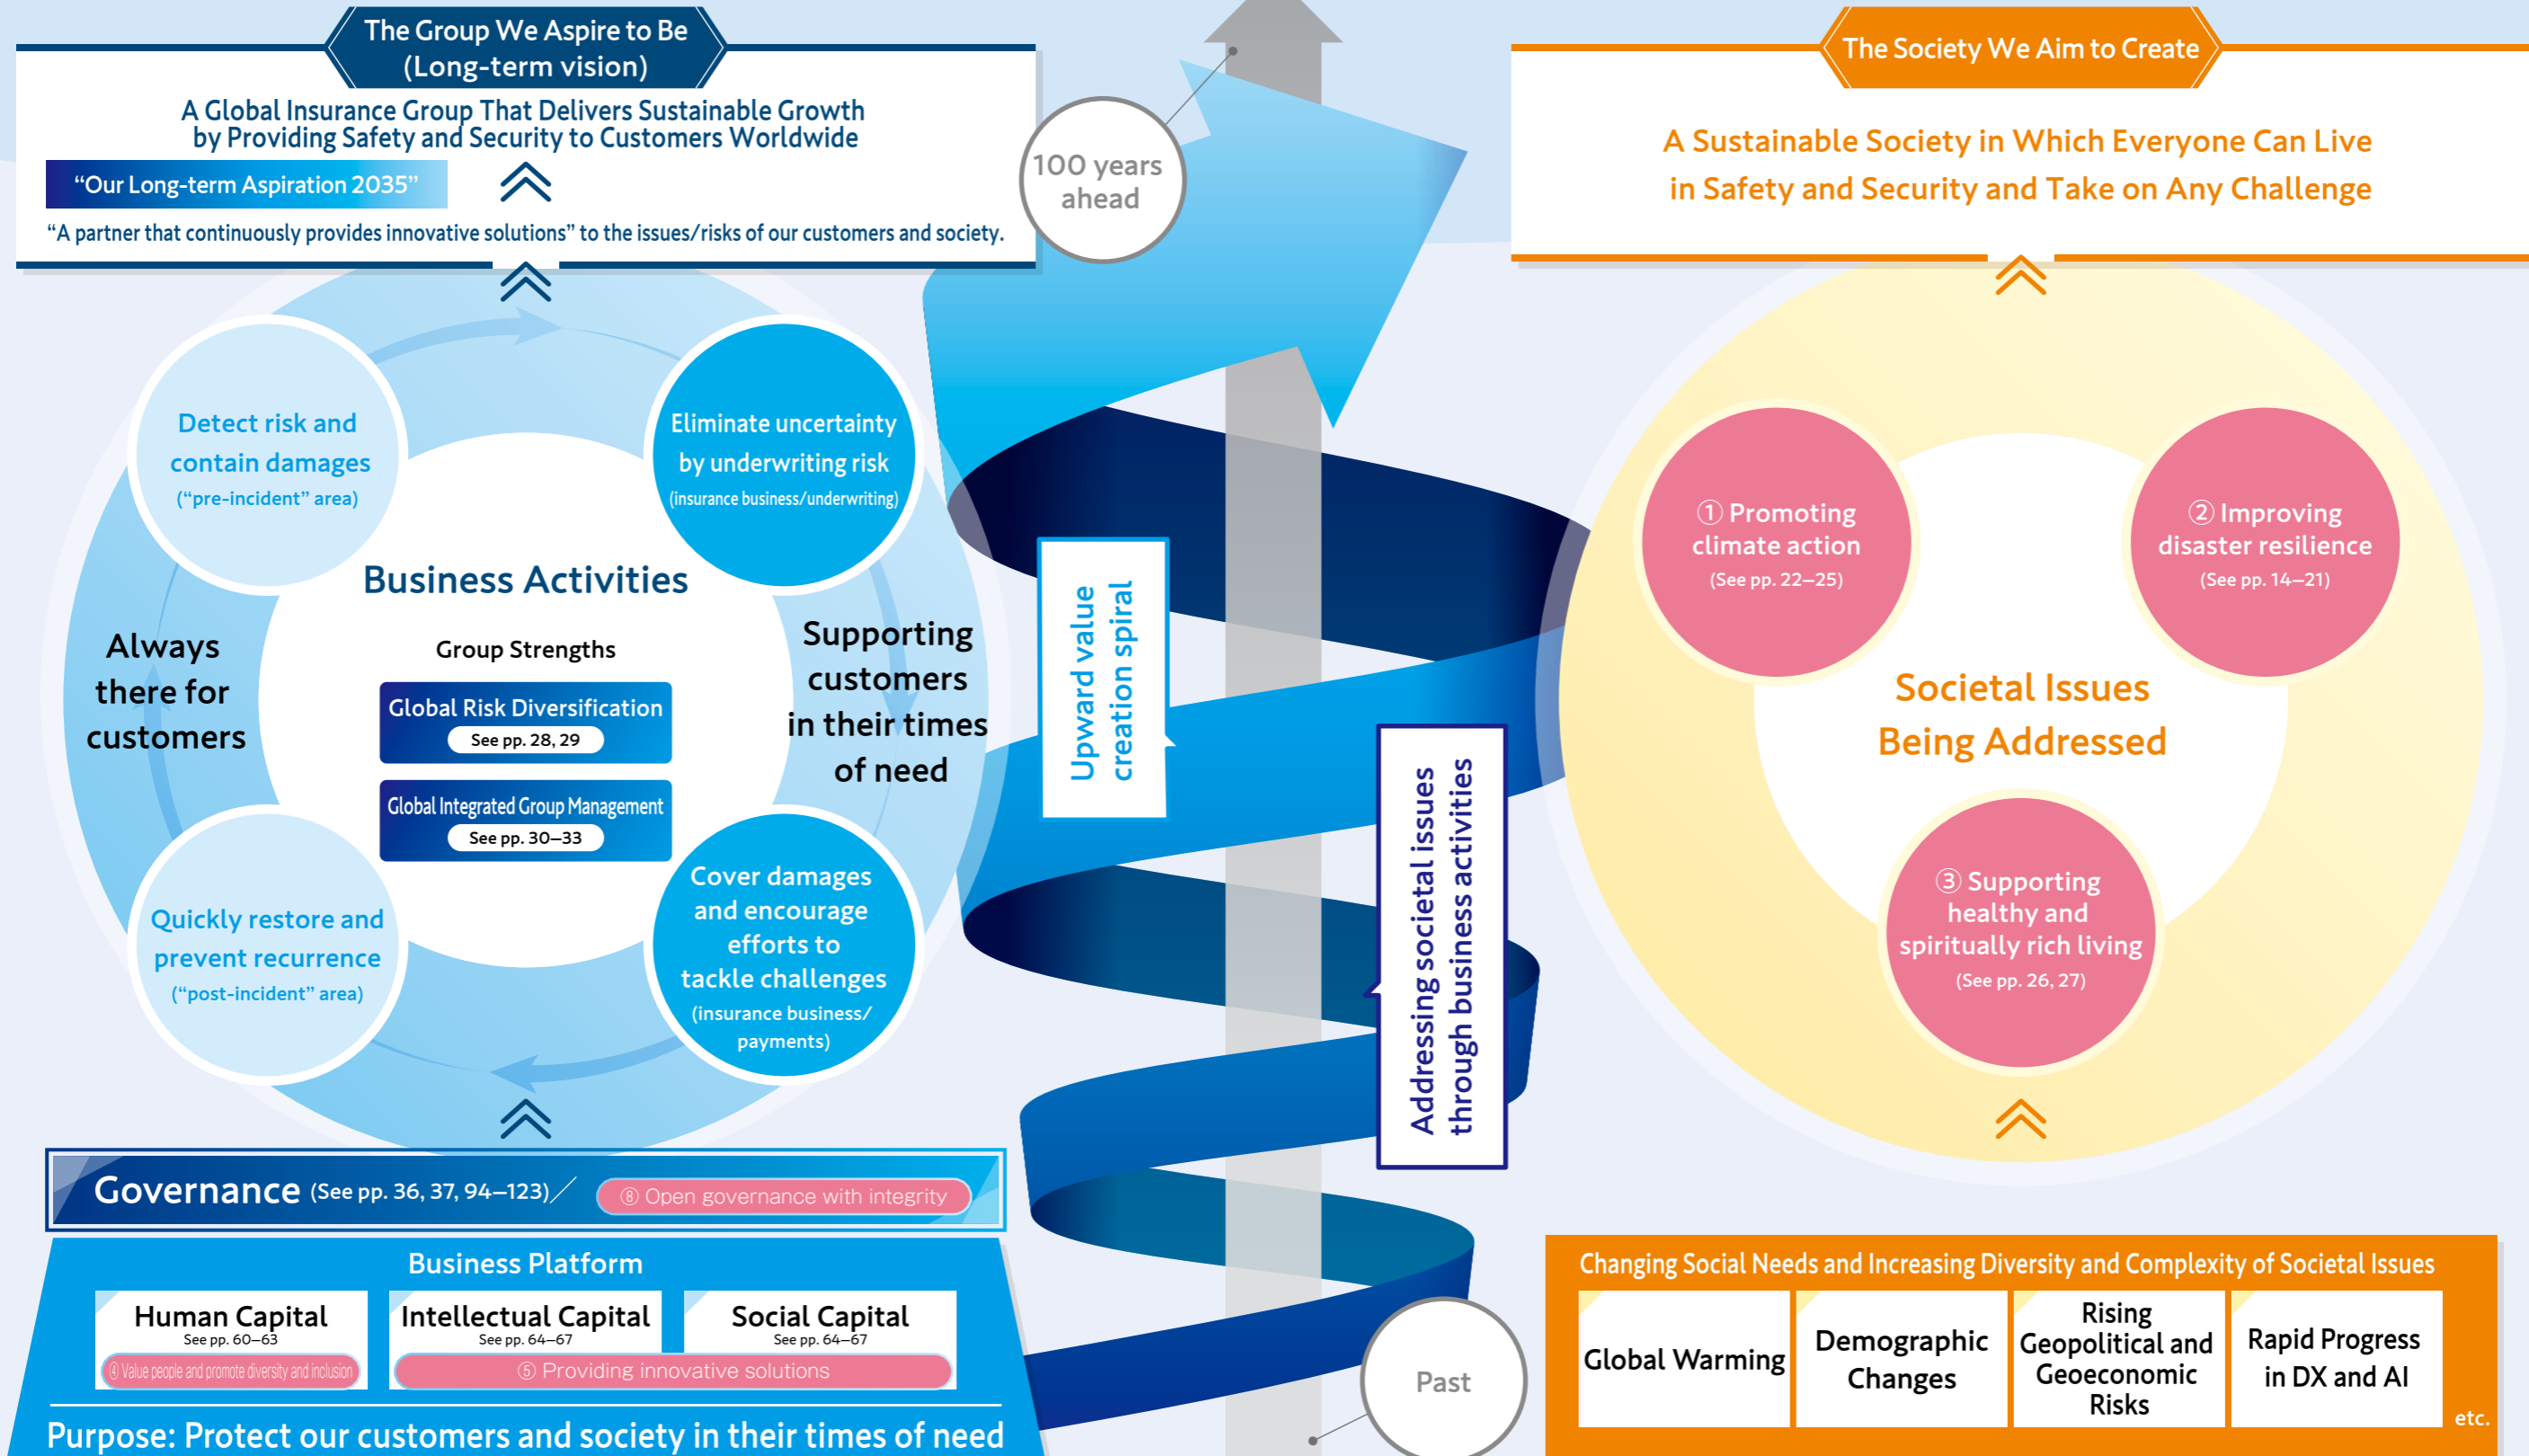 The Group We Aspire to Be
(Long-term vision)
A Global Insurance Group That Delivers Sustainable Growth
by Providing Safety and Security to Customers Worldwide
“Our Long-term Aspiration 2035”
“A partner that continuously provides innovative solutions” to the issues/risks of our customers and society.
Detect risk and
contain damages
(“pre-incident” area)
Eliminate uncertainty
by underwriting risk
(insurance business/underwriting)
Business Activities
Always
there for
customers
Group Strengths
Global Risk Diversification
See pp. 28, 29
Global Integrated Group Management
See pp. 30–33
Supporting
customers
in their times
of need
Quickly restore and
prevent recurrence
(“post-incident” area)
Cover damages
and encourage
efforts to
tackle challenges
(insurance business/
payments)
Governance (See pp. 36, 37, 94–123)/
⑧ Open governance with integrity
Business Platform
Human Capital
See pp. 60–63
④ Value people and promote diversity and inclusion
Intellectual Capital
See pp. 64–67
Social Capital
See pp. 64–67
⑤ Providing innovative solutions
Purpose: Protect our customers and society in their times of need
100 years
ahead
Upward value
creation spiral
Addressing societal issues
through business activities
Past
The Society We Aim to Create
A Sustainable Society in Which Everyone Can Live
in Safety and Security and Take on Any Challenge
① Promoting
climate action
(See pp. 22–25)
② Improving
disaster resilience
(See pp. 14–21)
Societal Issues
Being Addressed
③ Supporting
healthy and
spiritually rich living
(See pp. 26, 27)
Changing Social Needs and Increasing Diversity and Complexity of Societal Issues
Global Warming
Demographic
Changes
Rising
Geopolitical and
Geoeconomic
Risks
Rapid Progress
in DX and AI
etc.